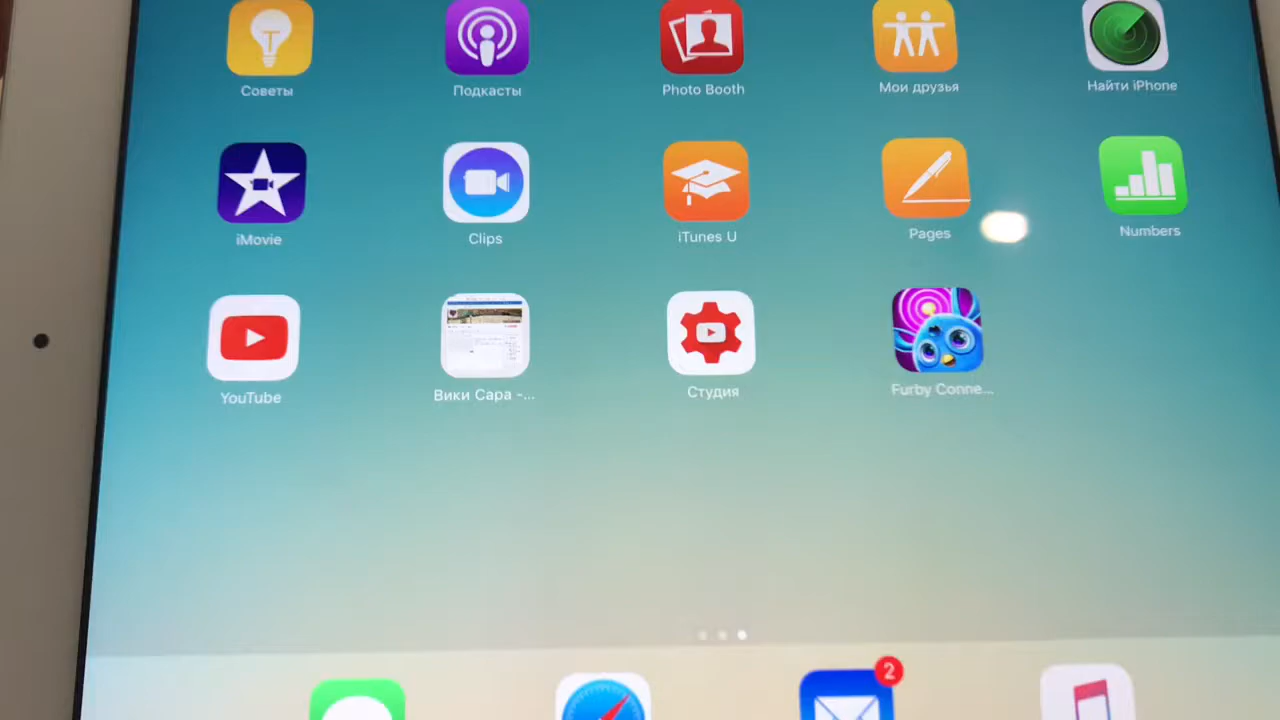 Советы
Подкасты
Photo Booth
Мои друзья
Найти iPhone
iMovie
Clips
iTunes U
Pages
Numbers
YouTube
Вики Сара -...
Студия
Furby Conne...
2